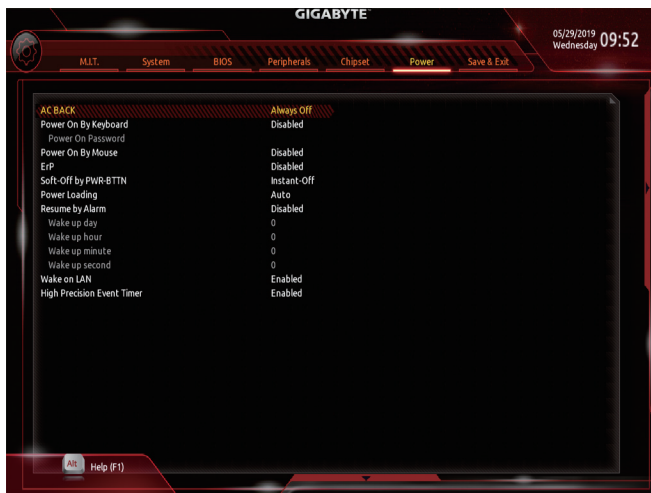 GIGABYTE™
05/29/2019 09:52
Wednesday
M.I.T. System BIOS Peripherals Chipset Power Save & Exit
AC BACK Always Off
Power On By Keyboard Disabled
Power On Password
Power On By Mouse Disabled
ErP Disabled
Soft-Off by PWR-BTTN Instant-Off
Power Loading Auto
Resume by Alarm Disabled
Wake up day 0
Wake up hour 0
Wake up minute 0
Wake up second 0
Wake on LAN Enabled
High Precision Event Timer Enabled
Alt Help (F1)